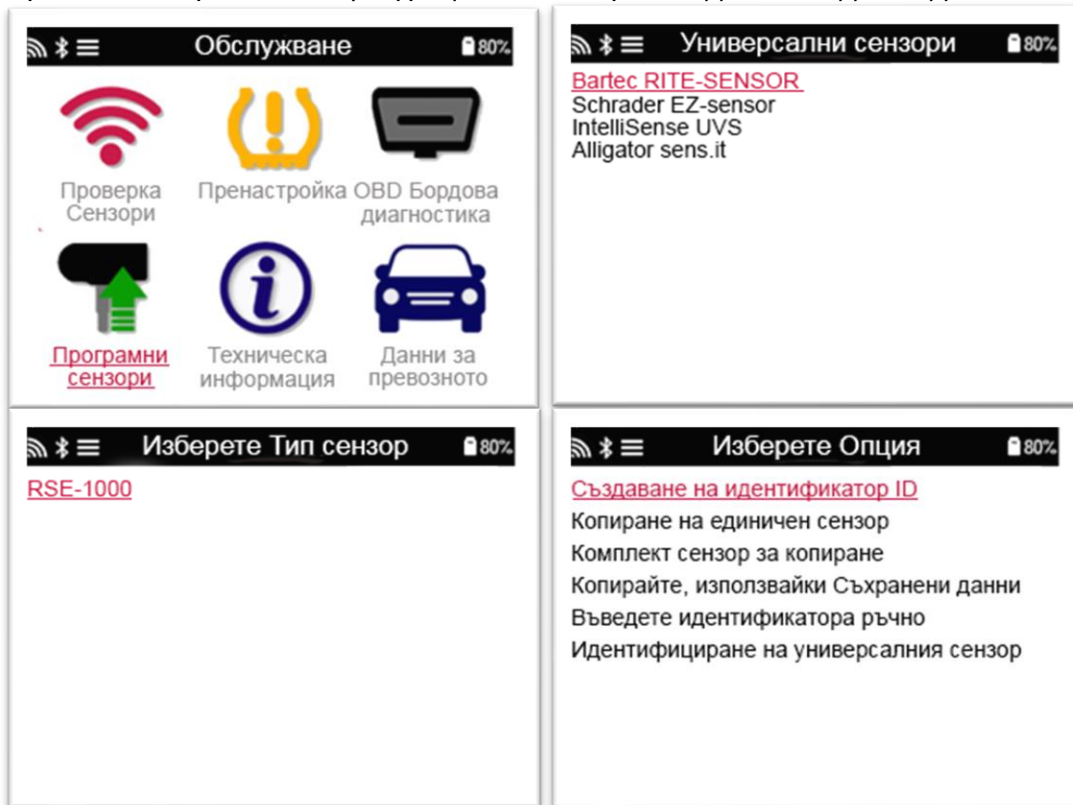 Обслужване 80%
Проверка Сензори
Пренастройка
OBD Бордова диагностика
Програмни сензори
Техническа информация
Данни за превозното
Универсални сензори 80%
Bartec RITE-SENSOR
Schrader EZ-sensor
IntelliSense UVS
Alligator sens.it
Изберете Тип сензор 80%
RSE-1000
Изберете Опция 80%
Създаване на идентификатор ID
Копиране на единичен сензор
Комплект сензор за копиране
Копирайте, използвайки Съхранени данни
Въведете идентификатора ръчно
Идентифициране на универсалния сензор